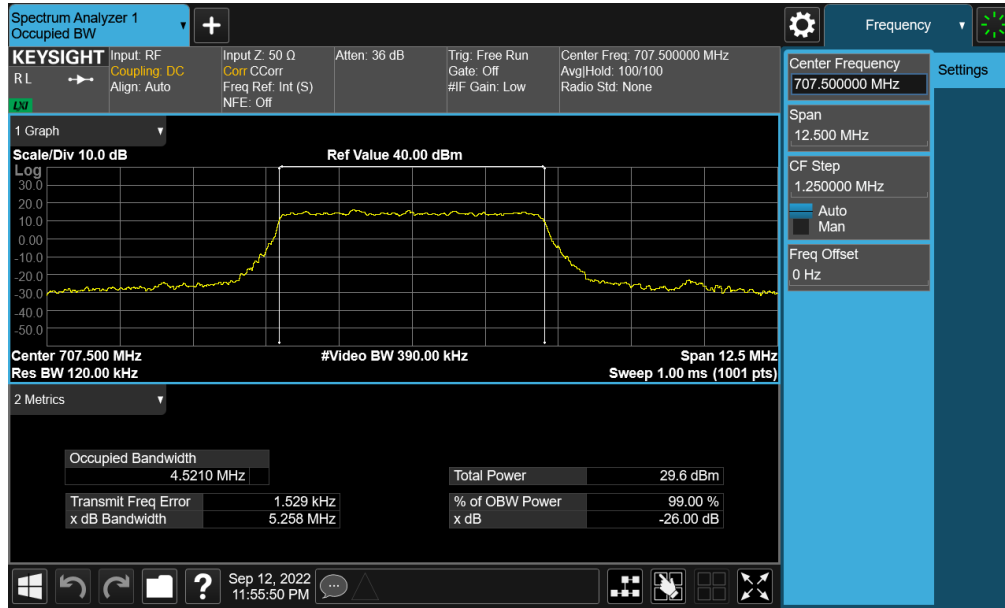 Spectrum Analyzer 1
Occupied BW
Frequency
KEYSIGHT
R L
LXI
Input: RF
Coupling: DC
Align: Auto
Input Z: 50 Ω
Corr CCorr
Freq Ref: Int (S)
NFE: Off
Atten: 36 dB
Trig: Free Run
Gate: Off
#IF Gain: Low
Center Freq: 707.500000 MHz
Avg|Hold: 100/100
Radio Std: None
Center Frequency
707.500000 MHz
Settings
Span
12.500 MHz
CF Step
1.250000 MHz
Auto
Man
Freq Offset
0 Hz
1 Graph
Scale/Div 10.0 dB
Ref Value 40.00 dBm
Log
30.0
20.0
10.0
0.00
-10.0
-20.0
-30.0
-40.0
-50.0
Center 707.500 MHz
#Video BW 390.00 kHz
Span 12.5 MHz
Res BW 120.00 kHz
Sweep 1.00 ms (1001 pts)
2 Metrics
Occupied Bandwidth
4.5210 MHz
Total Power 29.6 dBm
Transmit Freq Error 1.529 kHz
% of OBW Power 99.00 %
x dB Bandwidth 5.258 MHz
x dB -26.00 dB
Sep 12, 2022
11:55:50 PM